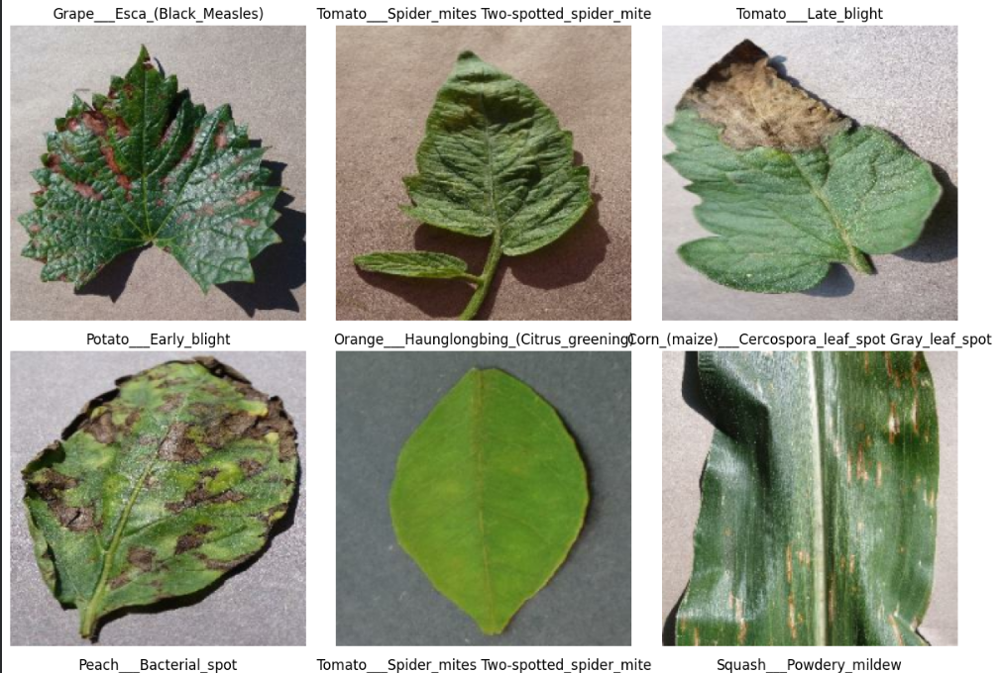 Grape___Esca_(Black_Measles) Tomato___Spider_mites Two-spotted_spider_mite Tomato___Late_blight
Potato___Early_blight Orange___Haunglongbing_(Citrus_greening) Corn_(maize)___Cercospora_leaf_spot Gray_leaf_spot
Peach___Bacterial_spot Tomato___Spider_mites Two-spotted_spider_mite Squash___Powdery_mildew